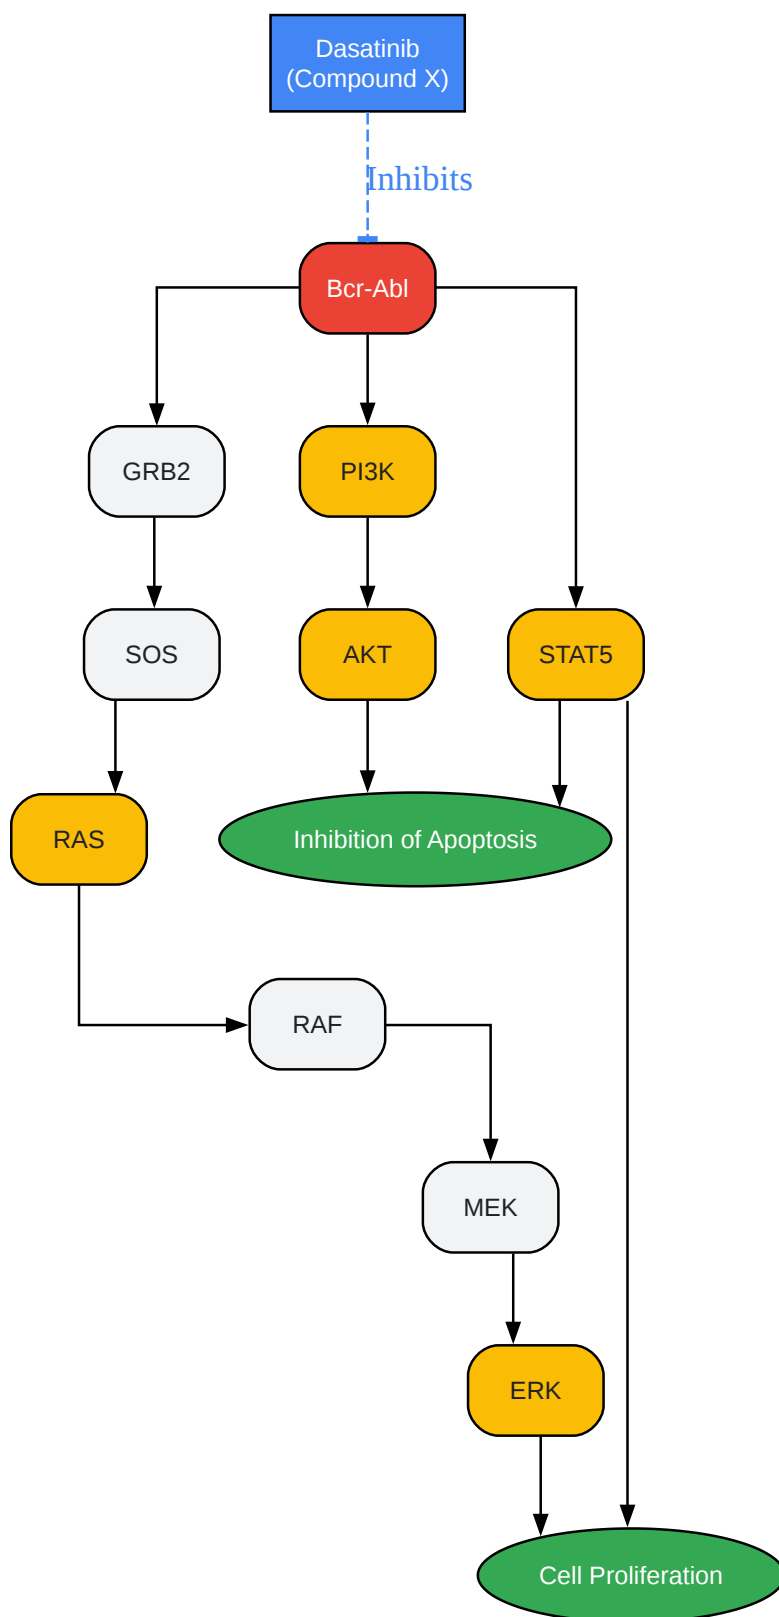 Dasatinib
(Compound X)
Inhibits
Bcr-Abl
GRB2
PI3K
SOS
AKT
STAT5
RAS
Inhibition of Apoptosis
RAF
MEK
ERK
Cell Proliferation